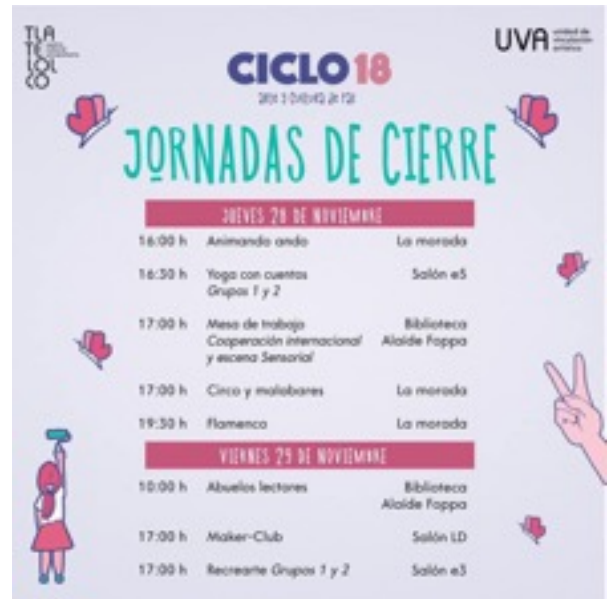 TLA
TE
LOL
CO
UVA unidad de
vinculación
artística
CICLO 18
JORNADAS DE CIERRE
JUEVES 28 DE NOVIEMBRE
16:00 h Animando ando La morada
16:30 h Yoga con cuentos Salón e5
Grupos 1 y 2
17:00 h Mesa de trabajo Biblioteca
Cooperación internacional Alaíde Foppa
y escena Sensorial
17:00 h Circo y malabares La morada
19:30 h Flamenco La morada
VIERNES 29 DE NOVIEMBRE
10:00 h Abuelos lectores Biblioteca
Alaíde Foppa
17:00 h Maker-Club Salón LD
17:00 h Recrearte Grupos 1 y 2 Salón e3